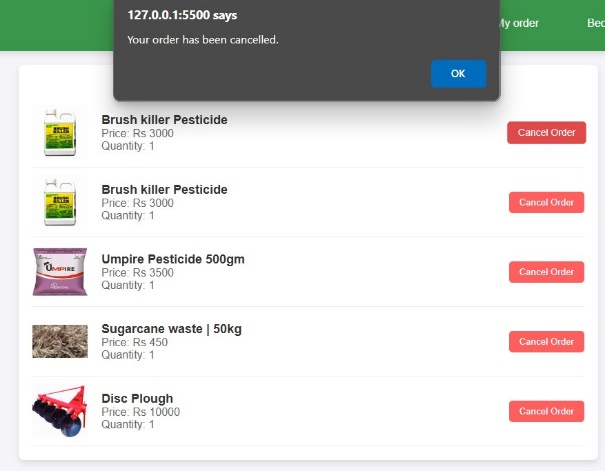 127.0.0.1:5500 says
Your order has been cancelled.
OK
My order
Bec
Brush killer Pesticide
Price: Rs 3000
Quantity: 1
Cancel Order
Brush killer Pesticide
Price: Rs 3000
Quantity: 1
Cancel Order
UMPIRE
Umpire Pesticide 500gm
Price: Rs 3500
Quantity: 1
Cancel Order
Sugarcane waste | 50kg
Price: Rs 450
Quantity: 1
Cancel Order
Disc Plough
Price: Rs 10000
Quantity: 1
Cancel Order